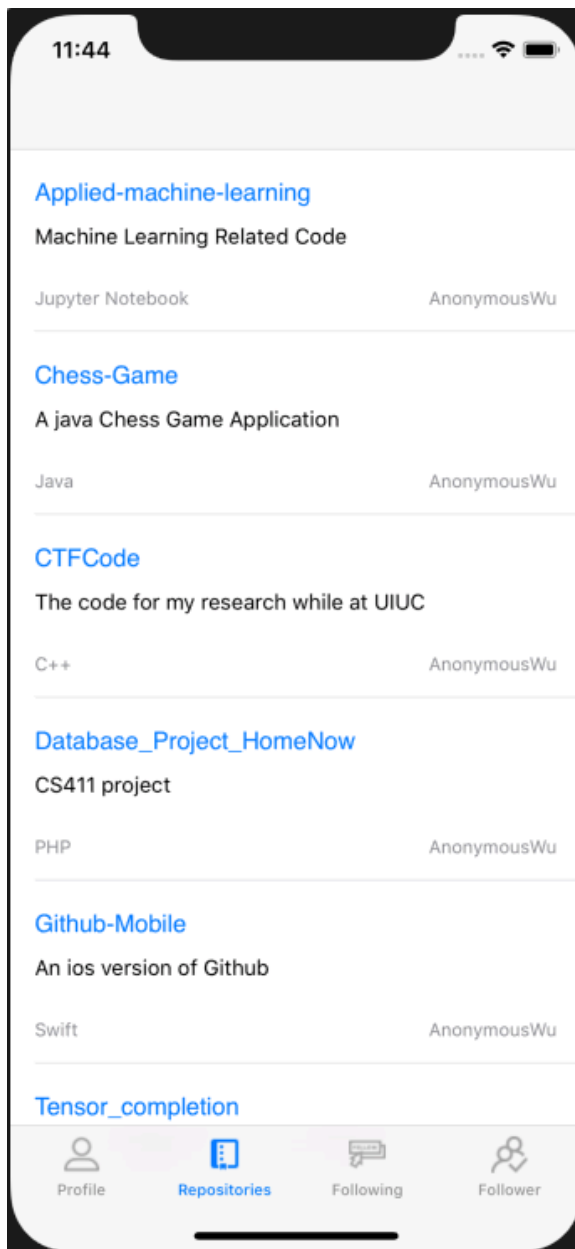 11:44
Applied-machine-learning
Machine Learning Related Code
Jupyter Notebook AnonymousWu
Chess-Game
A java Chess Game Application
Java AnonymousWu
CTFCode
The code for my research while at UIUC
C++ AnonymousWu
Database_Project_HomeNow
CS411 project
PHP AnonymousWu
Github-Mobile
An ios version of Github
Swift AnonymousWu
Tensor_completion
Profile Repositories Following Follower